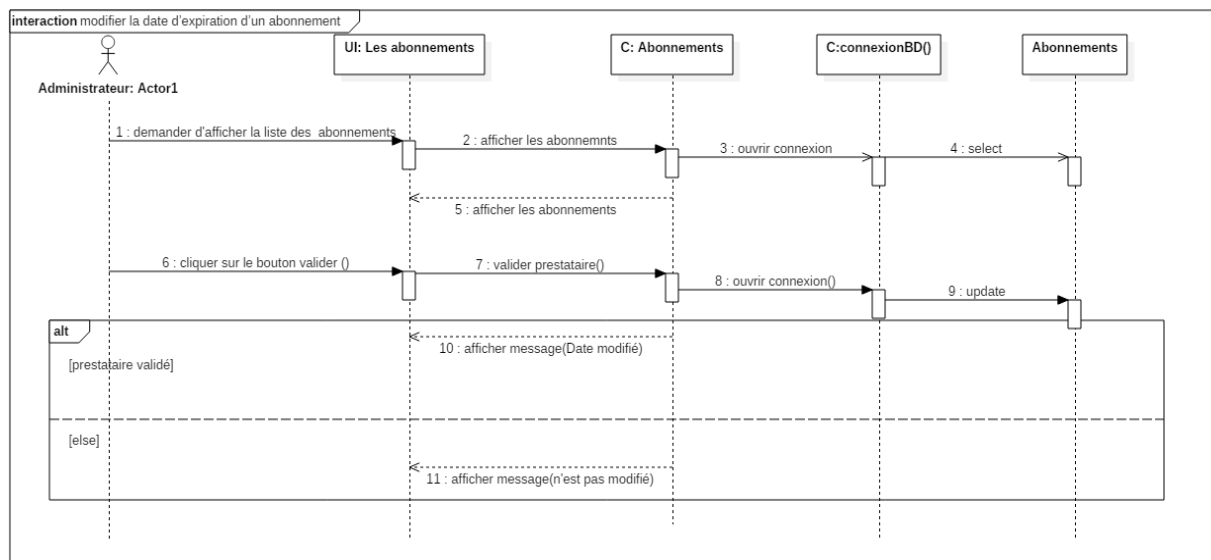 interaction modifier la date d'expiration d'un abonnement
UI: Les abonnements
C: Abonnements
C:connexionBD()
Abonnements
Administrateur: Actor1
1 : demander d'afficher la liste des abonnements
2 : afficher les abonnemnts
3 : ouvrir connexion
4 : select
5 : afficher les abonnements
6 : cliquer sur le bouton valider ()
7 : valider prestataire()
8 : ouvrir connexion()
9 : update
alt
10 : afficher message(Date modifié)
[prestataire validé]
[else]
11 : afficher message(n'est pas modifié)